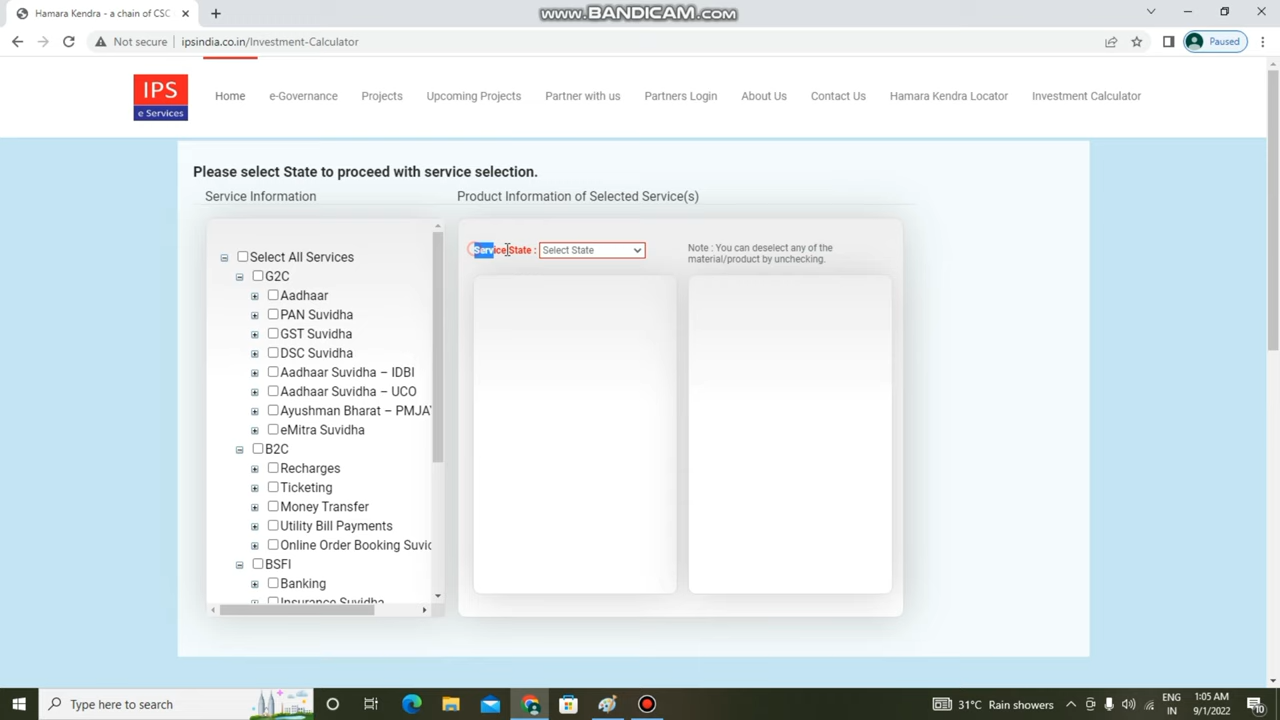 www.BANDICAM.com
Hamara Kendra - a chain of CSC
Paused
Not secure
ipsindia.co.in/Investment-Calculator
IPS
e Services
Home
e-Governance
Projects
Upcoming Projects
Partner with us
Partners Login
About Us
Contact Us
Hamara Kendra Locator
Investment Calculator
Please select State to proceed with service selection.
Service Information
Product Information of Selected Service(s)
Select All Services
G2C
Aadhaar
PAN Suvidha
GST Suvidha
DSC Suvidha
Aadhaar Suvidha – IDBI
Aadhaar Suvidha – UCO
Ayushman Bharat – PMJAY
eMitra Suvidha
B2C
Recharges
Ticketing
Money Transfer
Utility Bill Payments
Online Order Booking Suvic
BSFI
Banking
Insurance Suvidha
Service State :
Select State
Note : You can deselect any of the
material/product by unchecking.
Type here to search
31°C Rain showers
ENG
IN
1:05 AM
9/1/2022
10